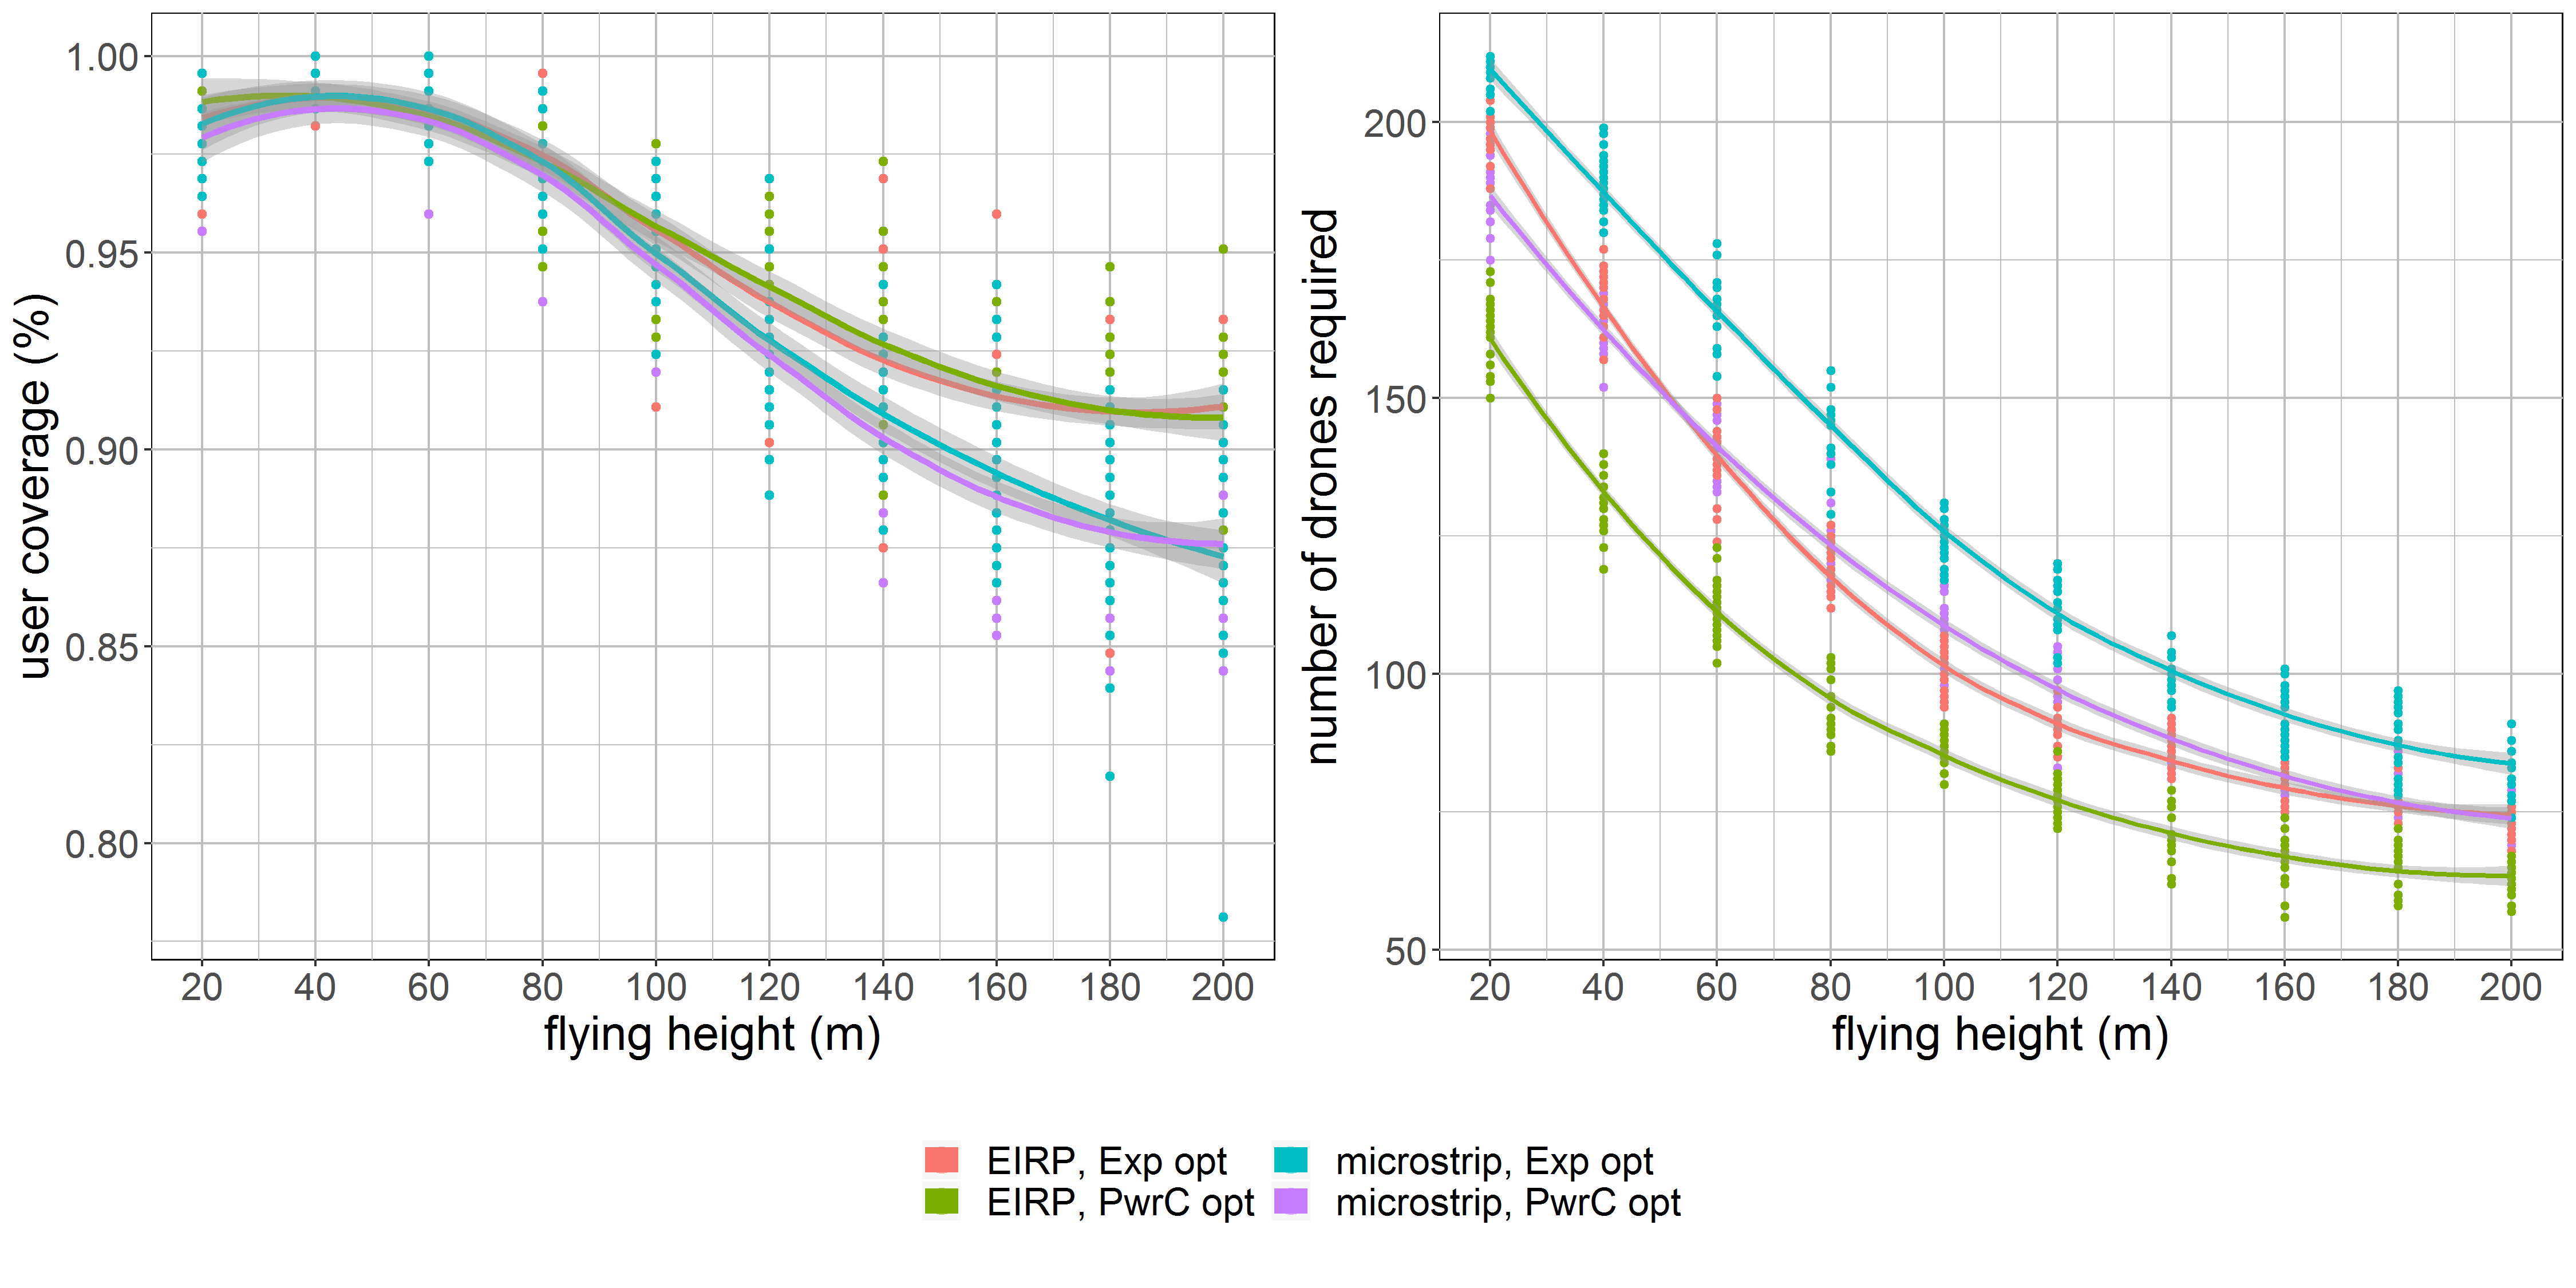 user coverage (%)
1.00
0.95
0.90
0.85
0.80
20 40 60 80 100 120 140 160 180 200
flying height (m)
number of drones required
200
150
100
50
20 40 60 80 100 120 140 160 180 200
flying height (m)
EIRP, Exp opt
microstrip, Exp opt
EIRP, PwrC opt
microstrip, PwrC opt